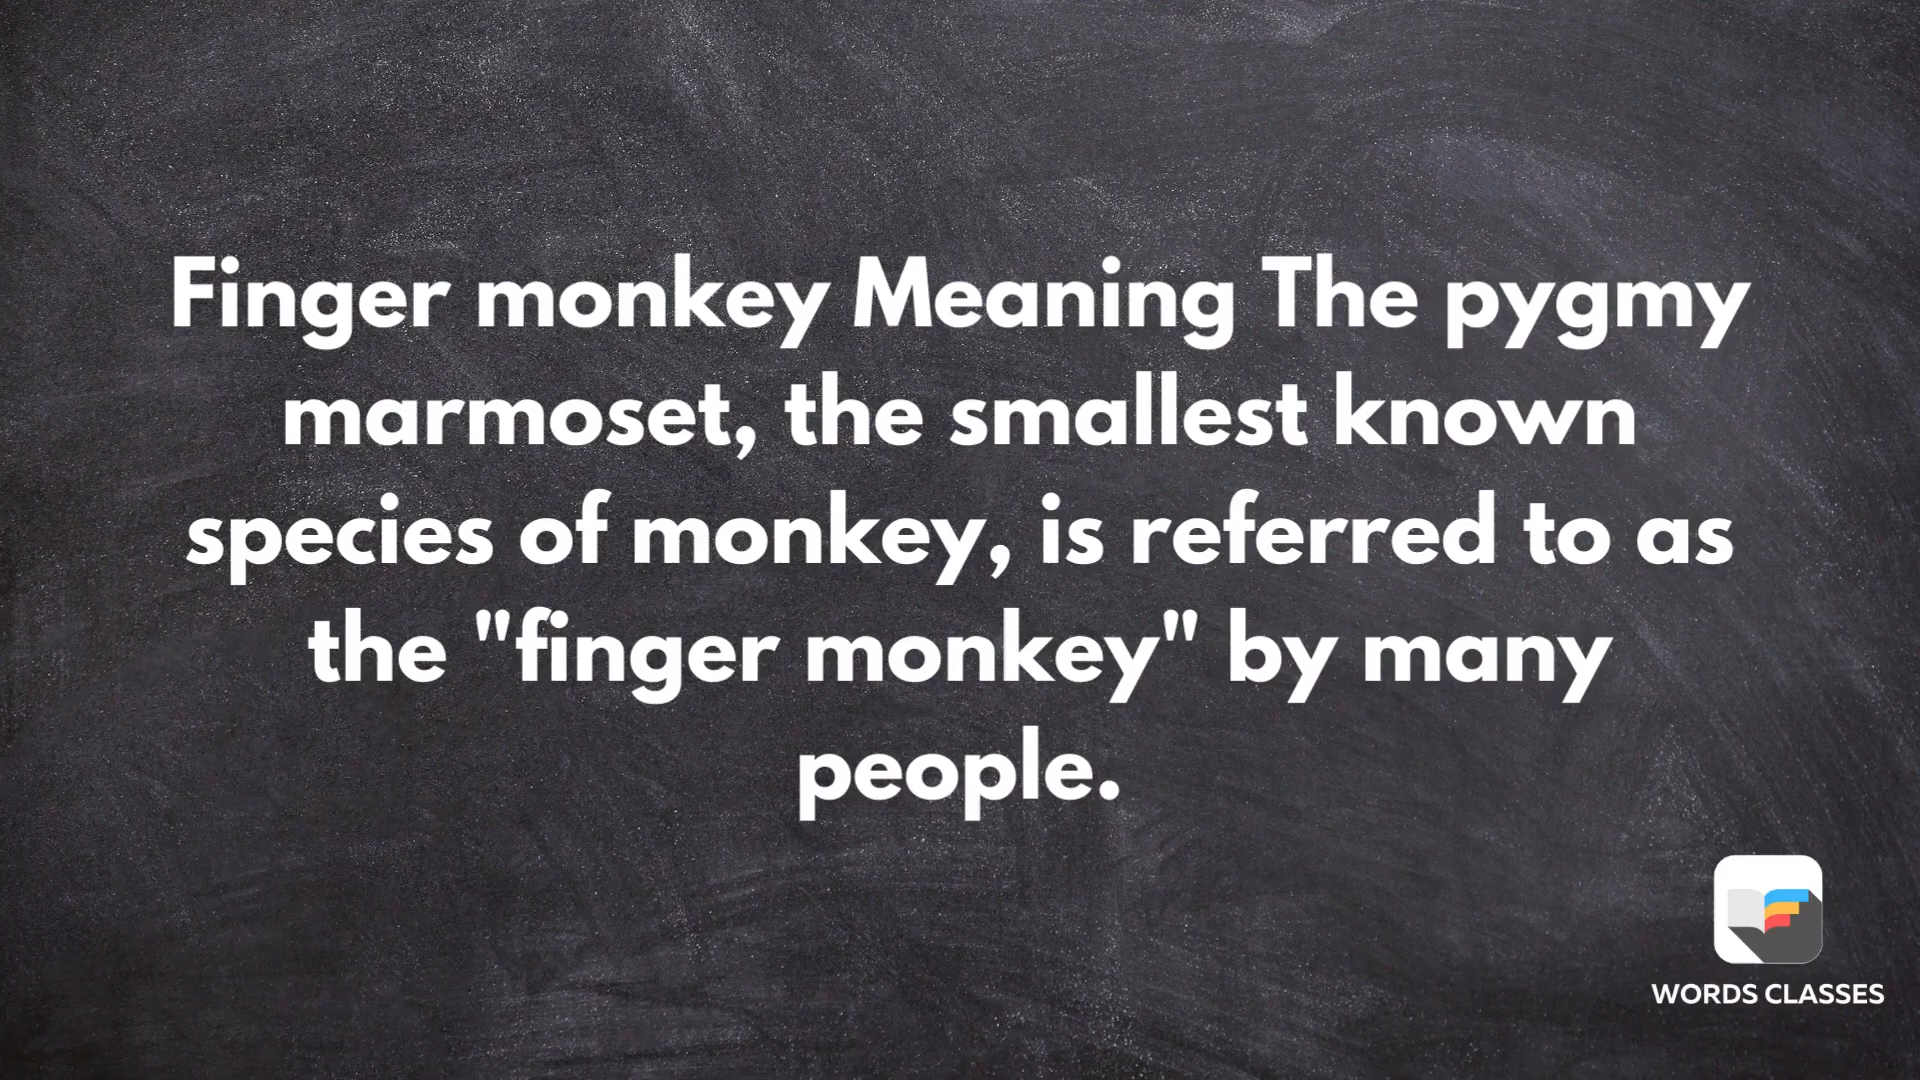 Finger monkey Meaning The pygmy
marmoset, the smallest known
species of monkey, is referred to as
the "finger monkey" by many
people.
WORDS CLASSES